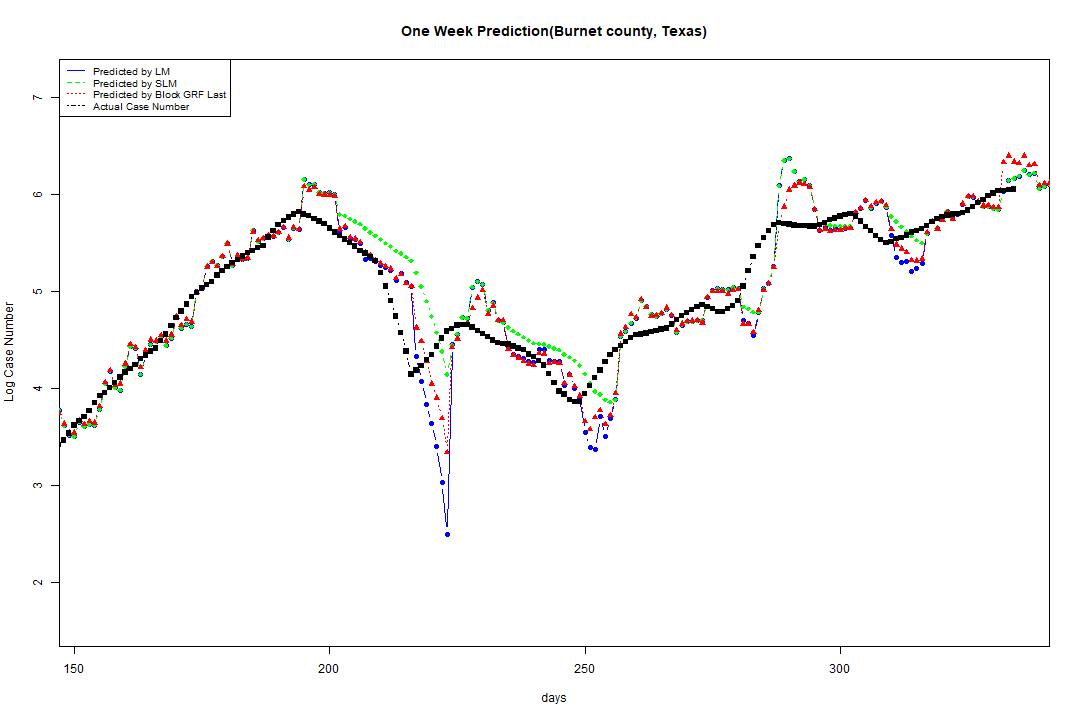 One Week Prediction(Burnet county, Texas)
Predicted by LM
Predicted by SLM
Predicted by Block GRF Last
Actual Case Number
7
6
5
4
3
2
Log Case Number
150 200 250 300
days